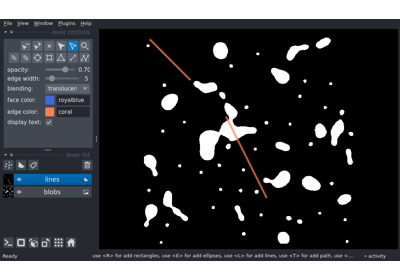 File View Window Plugins Help
layer controls
opacity: 0.70
edge width: 5
blending: translucen
face color: royalblue
edge color: coral
display text:
layer list
lines
blobs
Ready use <R> for add rectangles, use <E> for add ellipses, use <L> for add lines, use <T> for add path, use <... activity